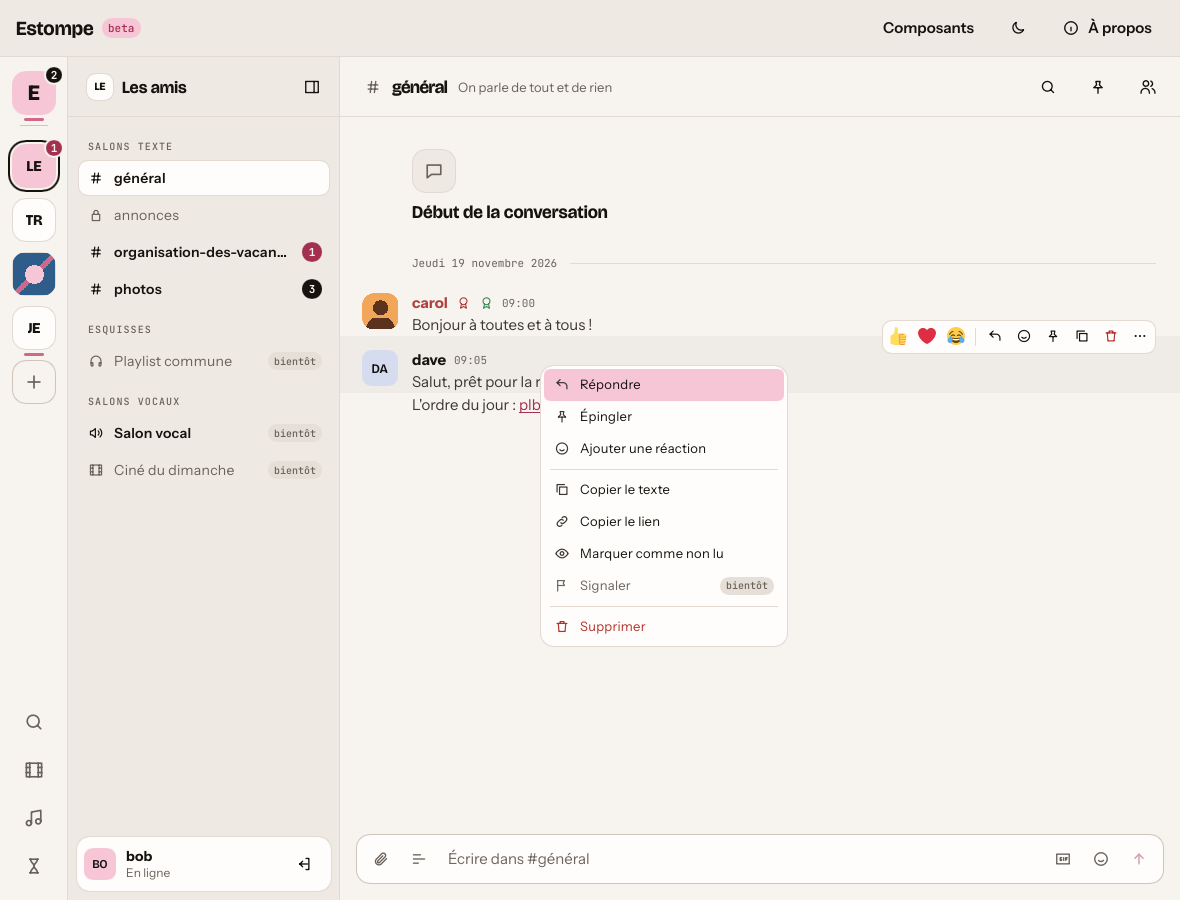 Estompe beta
Composants
À propos
E 2
LE 1
TR
JE
LE Les amis
SALONS TEXTE
# général
annonces
# organisation-des-vacan... 1
# photos 3
ESQUISSES
Playlist commune bientôt
SALONS VOCAUX
Salon vocal bientôt
Ciné du dimanche bientôt
BO bob
En ligne
# général On parle de tout et de rien
Début de la conversation
Jeudi 19 novembre 2026
carol 09:00
Bonjour à toutes et à tous !
DA dave 09:05
Salut, prêt pour la
L'ordre du jour :
Répondre
Épingler
Ajouter une réaction
Copier le texte
Copier le lien
Marquer comme non lu
Signaler bientôt
Supprimer
Écrire dans #général
GIF